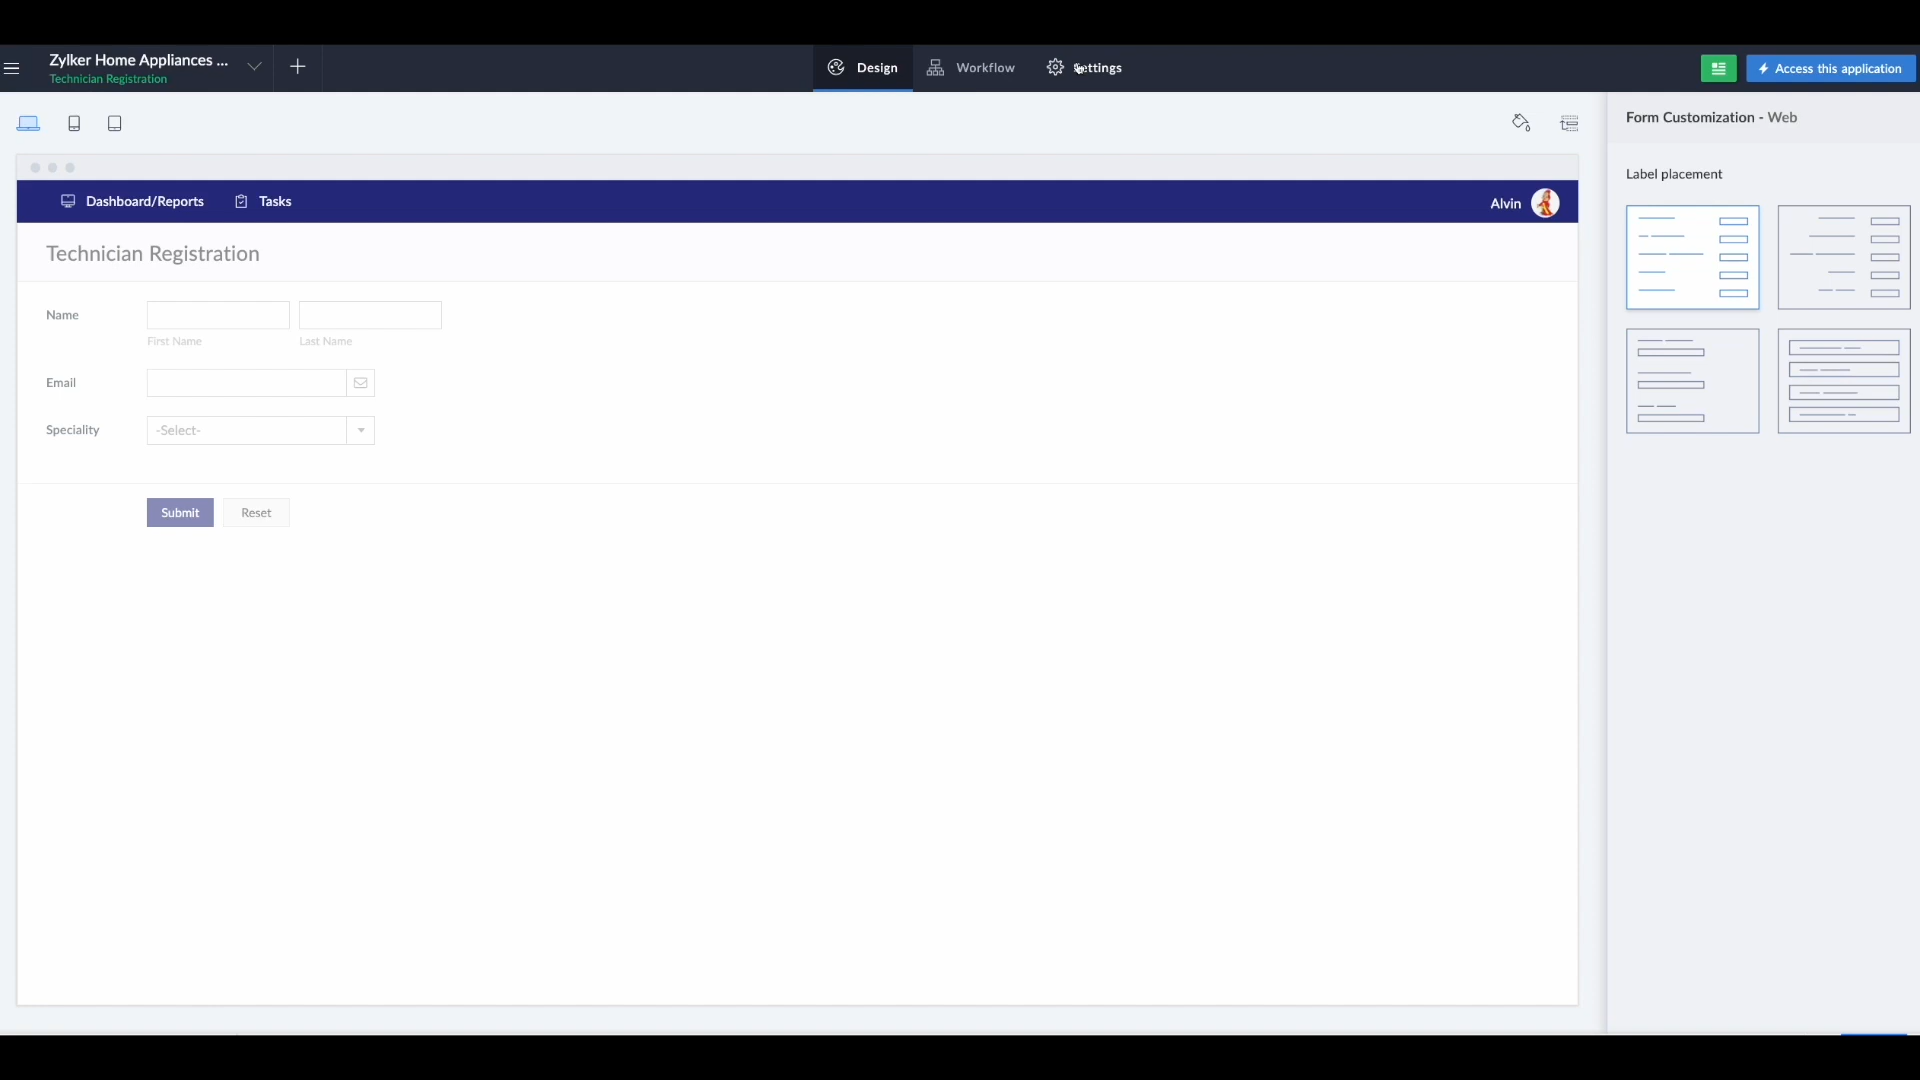 Zylker Home Appliances ...
Technician Registration
Design
Workflow
Settings
Access this application
Form Customization - Web
Label placement
Dashboard/Reports
Tasks
Alvin
Technician Registration
Name
First Name
Last Name
Email
Speciality
-Select-
Submit
Reset